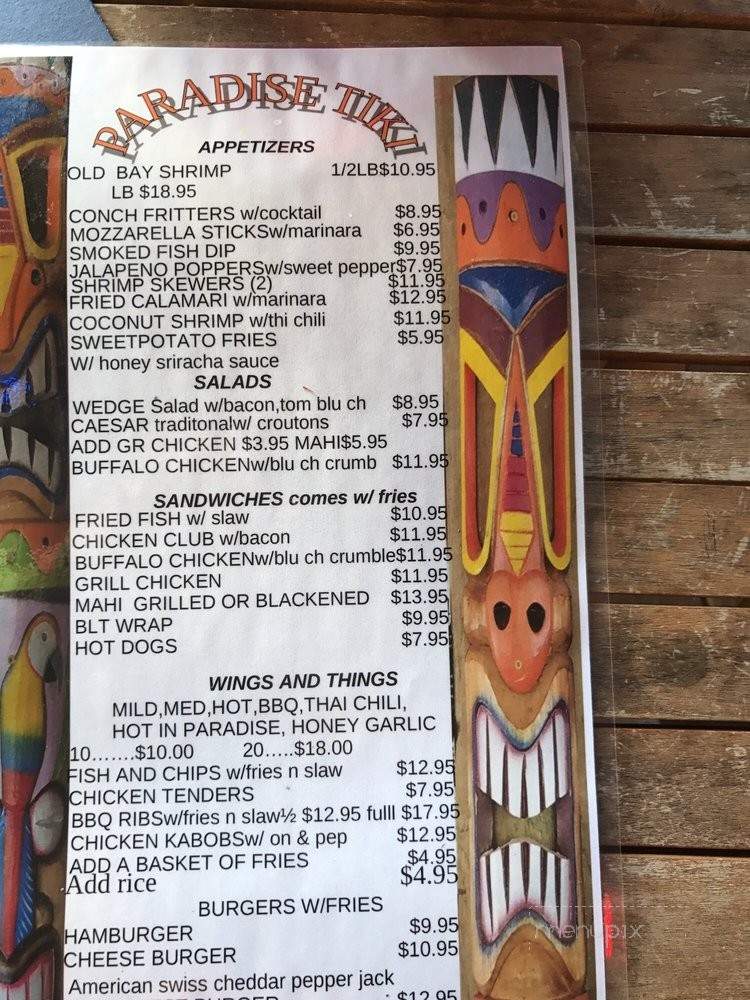 PARADISE TIKI
APPETIZERS
OLD BAY SHRIMP 1/2LB$10.95
LB $18.95
CONCH FRITTERS w/cocktail $8.95
MOZZARELLA STICKSw/marinara $6.95
SMOKED FISH DIP $9.95
JALAPENO POPPERSw/sweet pepper$7.95
SHRIMP SKEWERS (2) $11.95
FRIED CALAMARI w/marinara $12.95
COCONUT SHRIMP w/thi chili $11.95
SWEETPOTATO FRIES $5.95
W/ honey sriracha sauce
SALADS
WEDGE Salad w/bacon,tom blu ch $8.95
CAESAR traditonalw/ croutons $7.95
ADD GR CHICKEN $3.95 MAHI$5.95
BUFFALO CHICKENw/blu ch crumb $11.95
SANDWICHES comes w/ fries
FRIED FISH w/ slaw $10.95
CHICKEN CLUB w/bacon $11.95
BUFFALO CHICKENw/blu ch crumble$11.95
GRILL CHICKEN $11.95
MAHI GRILLED OR BLACKENED $13.95
BLT WRAP $9.95
HOT DOGS $7.95
WINGS AND THINGS
MILD,MED,HOT,BBQ,THAI CHILI,
HOT IN PARADISE, HONEY GARLIC
10.......$10.00 20.....$18.00
FISH AND CHIPS w/fries n slaw $12.95
CHICKEN TENDERS $7.95
BBQ RIBSw/fries n slaw½ $12.95 fulll $17.95
CHICKEN KABOBSw/ on & pep $12.95
ADD A BASKET OF FRIES $4.95
Add rice $4.95
BURGERS W/FRIES
HAMBURGER $9.95
CHEESE BURGER $10.95
American swiss cheddar pepper jack
BURGER $12.95
menupix